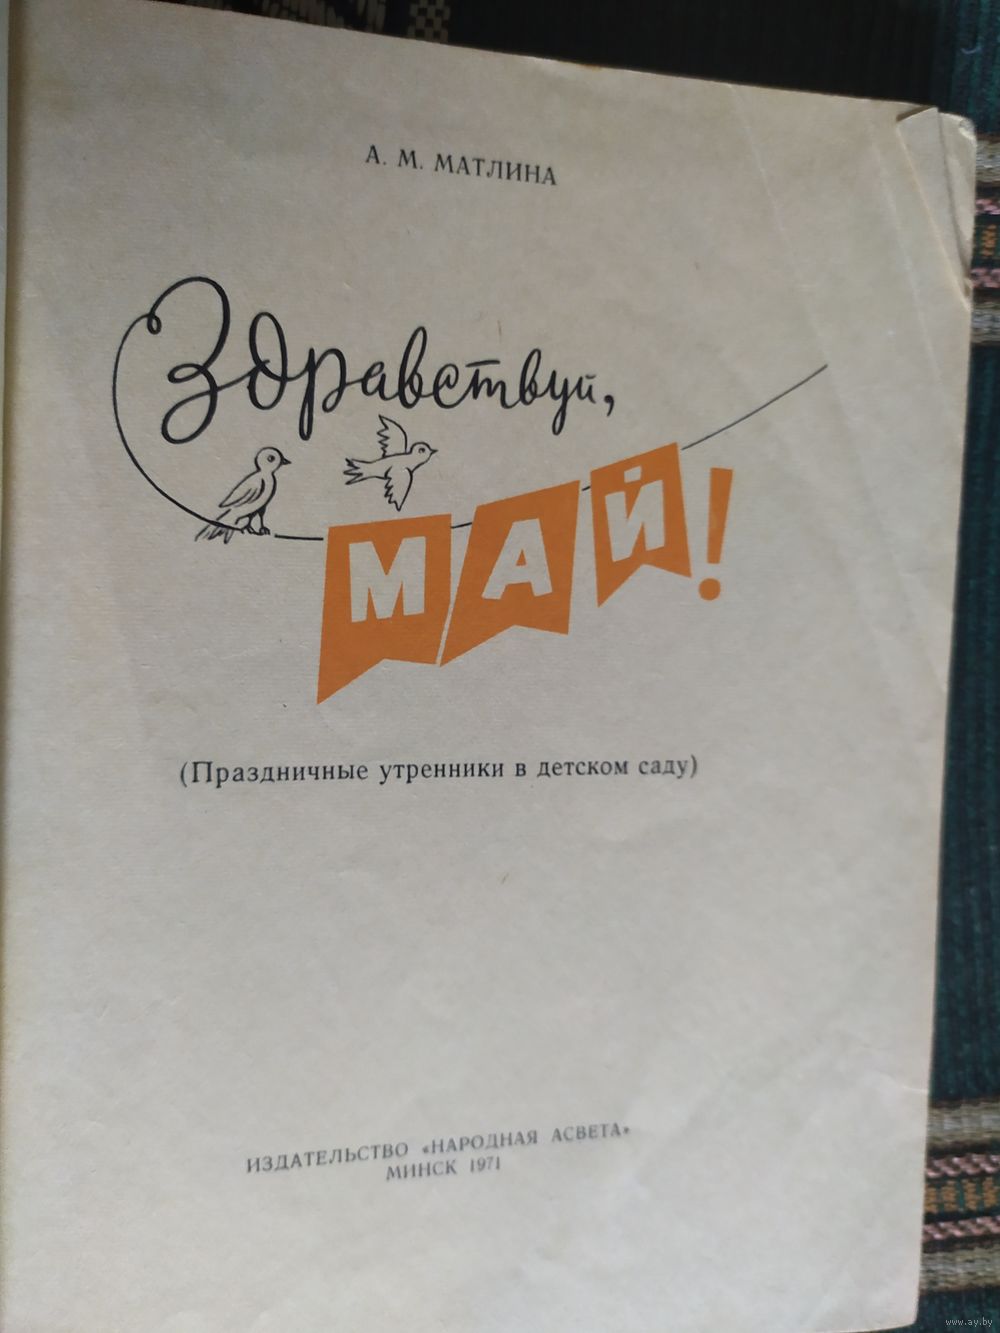 А. М. МАТЛИНА
Здравствуй,
МАЙ!
(Праздничные утренники в детском саду)
ИЗДАТЕЛЬСТВО «НАРОДНАЯ АСВЕТА»
МИНСК 1971
www.ay.by